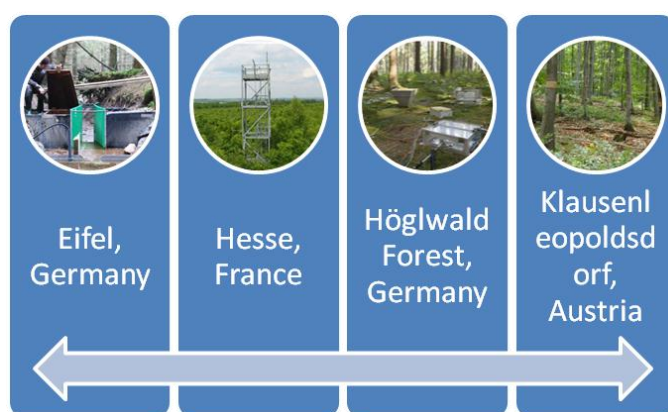 Eifel,
Germany
Hesse,
France
Höglwald
Forest,
Germany
Klausenl
eopoldsd
orf,
Austria